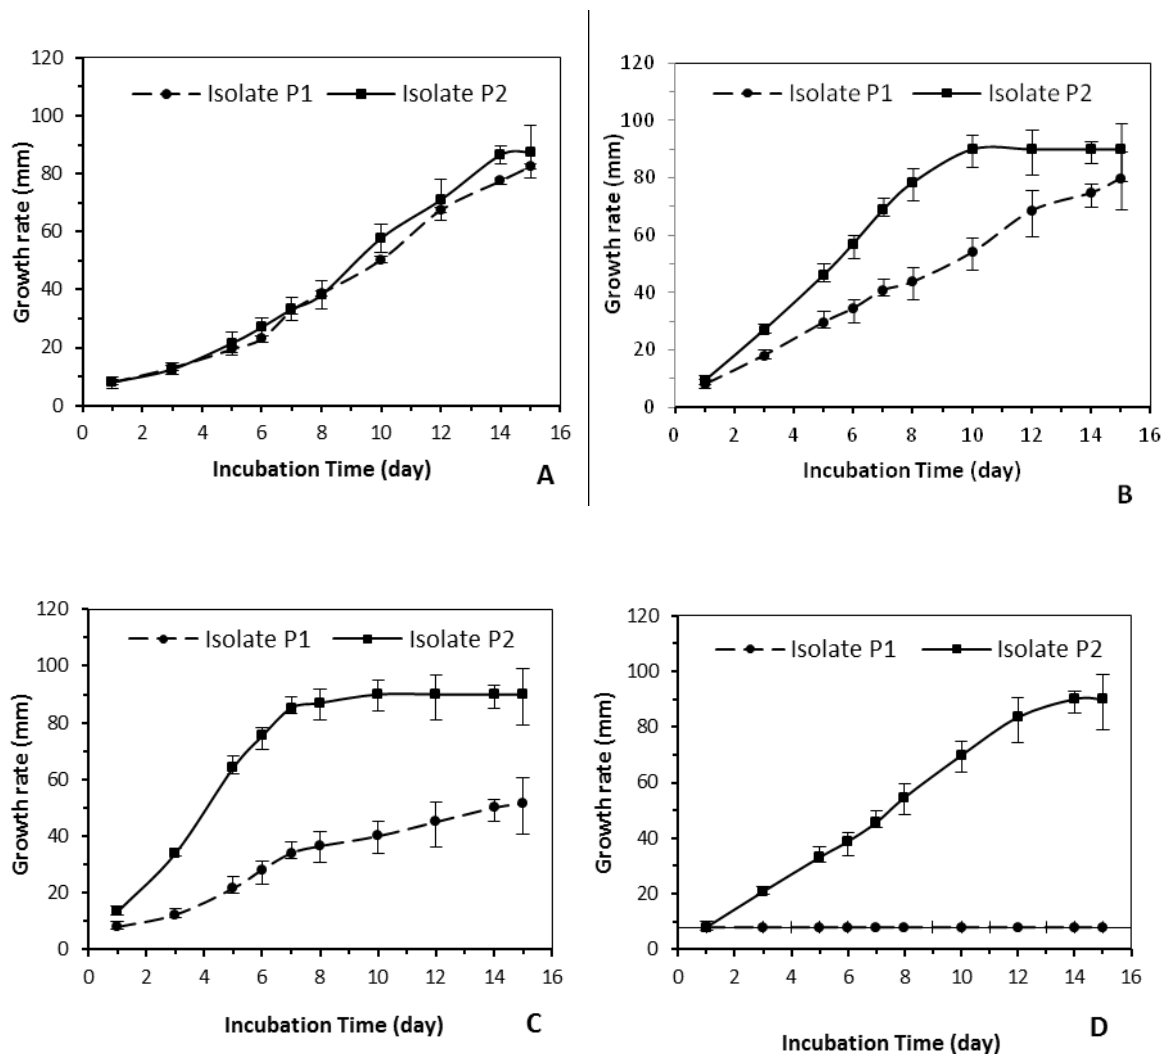 120
100
80
60
40
20
0
Growth rate (mm)
Isolate P1 Isolate P2
0 2 4 6 8 10 12 14 16
Incubation Time (day)
A
120
100
80
60
40
20
0
Growth rate (mm)
Isolate P1 Isolate P2
0 2 4 6 8 10 12 14 16
Incubation Time (day)
B
120
100
80
60
40
20
0
Growth rate (mm)
Isolate P1 Isolate P2
0 2 4 6 8 10 12 14 16
Incubation Time (day)
C
120
100
80
60
40
20
0
Growth rate (mm)
Isolate P1 Isolate P2
0 2 4 6 8 10 12 14 16
Incubation Time (day)
D